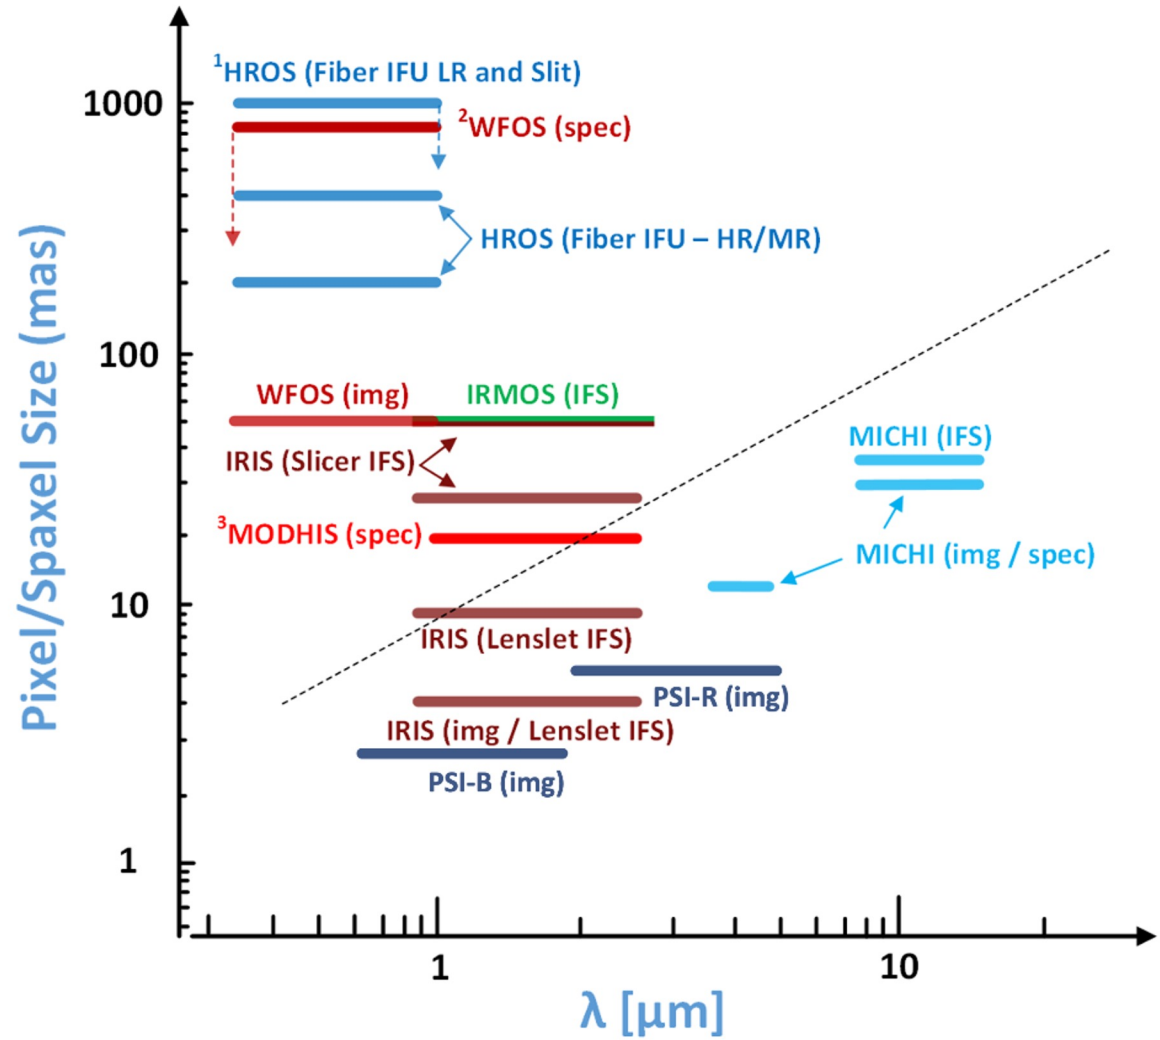 ¹HROS (Fiber IFU LR and Slit)
1000
²WFOS (spec)
HROS (Fiber IFU – HR/MR)
Pixel/Spaxel Size (mas)
100
WFOS (img)
IRMOS (IFS)
MICHI (IFS)
IRIS (Slicer IFS)
³MODHIS (spec)
MICHI (img / spec)
10
IRIS (Lenslet IFS)
PSI-R (img)
IRIS (img / Lenslet IFS)
PSI-B (img)
1
1
10
λ [μm]